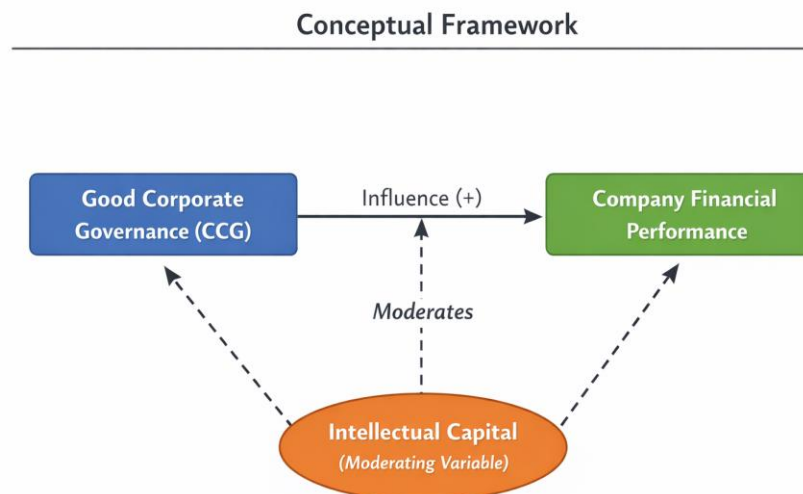 Conceptual Framework
Good Corporate
Governance (CCG)
Influence (+)
Company Financial
Performance
Moderates
Intellectual Capital
(Moderating Variable)